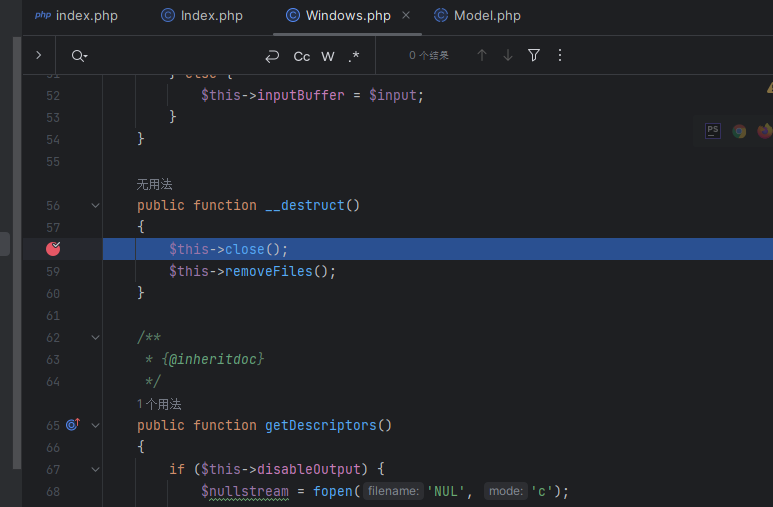 index.php Index.php Windows.php Model.php
Cc W .* 0 个结果
51 } else {
52 $this->inputBuffer = $input;
53 }
54 }
55
无用法
56 public function __destruct()
57 {
$this->close();
59 $this->removeFiles();
60 }
61
62 /**
63 * {@inheritdoc}
64 */
1 个用法
65 public function getDescriptors()
66 {
67 if ($this->disableOutput) {
68 $nullstream = fopen( filename: 'NUL', mode: 'c');